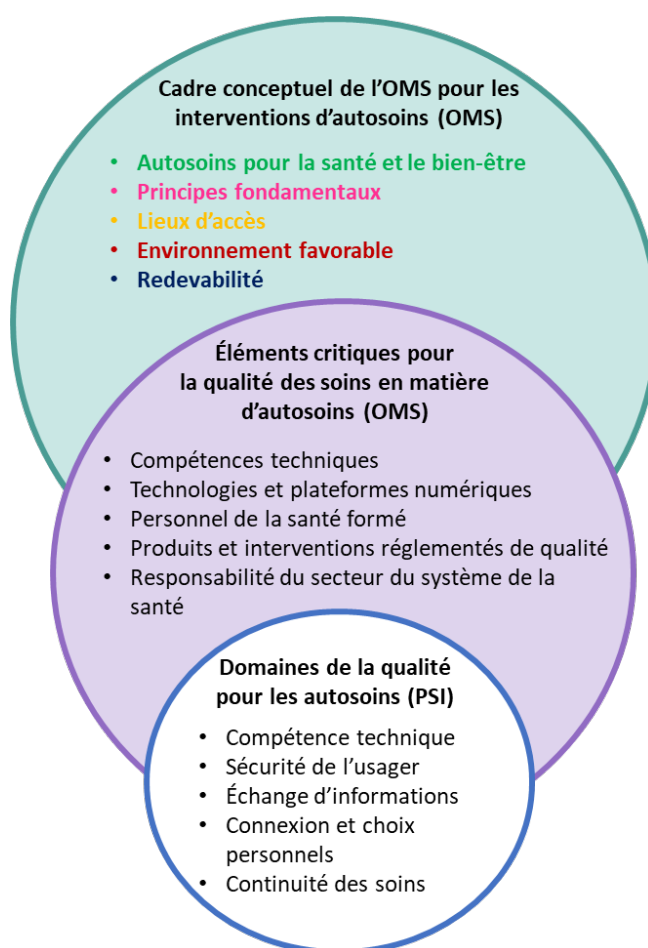 Cadre conceptuel de l'OMS pour les
interventions d'autosoins (OMS)
• Autosoins pour la santé et le bien-être
• Principes fondamentaux
• Lieux d'accès
• Environnement favorable
• Redevabilité
Éléments critiques pour
la qualité des soins en matière
d'autosoins (OMS)
• Compétences techniques
• Technologies et plateformes numériques
• Personnel de la santé formé
• Produits et interventions réglementés de qualité
• Responsabilité du secteur du système de la
santé
Domaines de la qualité
pour les autosoins (PSI)
• Compétence technique
• Sécurité de l'usager
• Échange d'informations
• Connexion et choix
personnels
• Continuité des soins